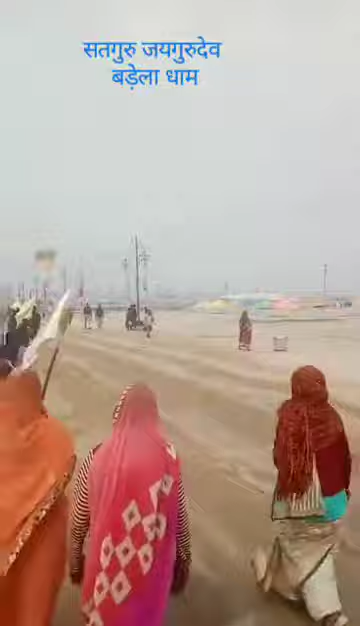 सतगुरु जयगुरुदेव
बड़ेला धाम